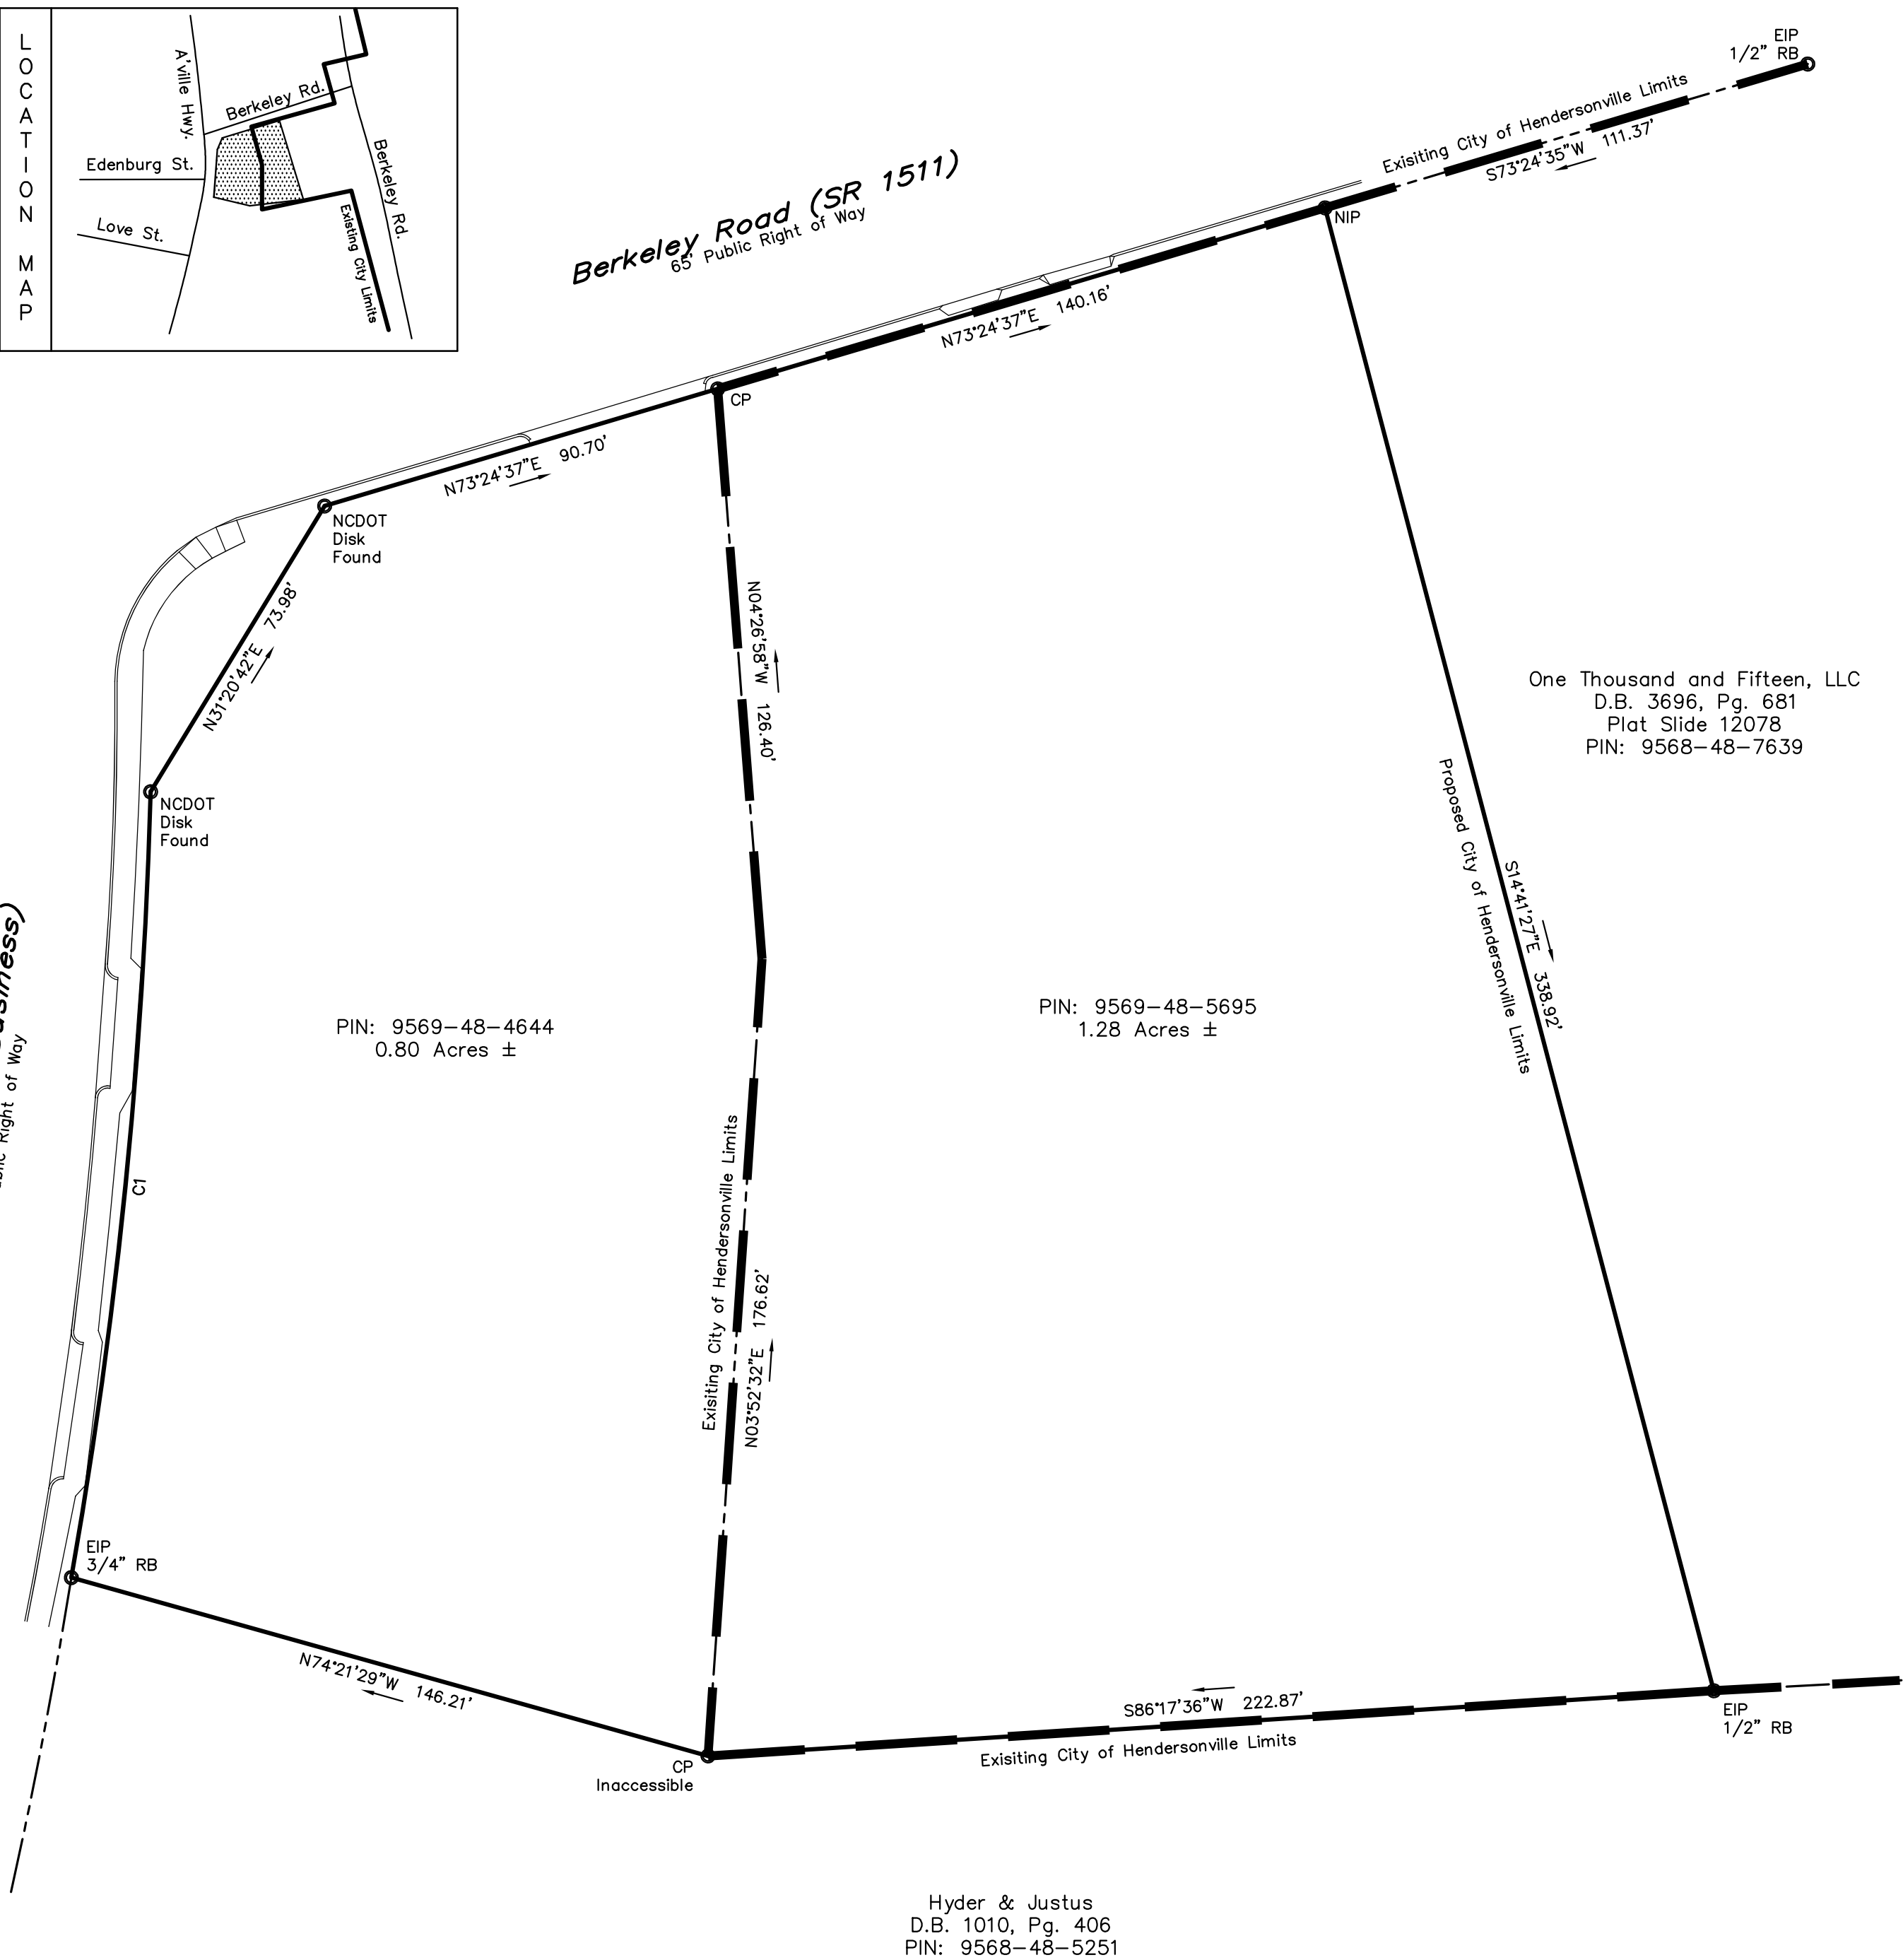 LOCATION MAP
A'ville Hwy.
Berkeley Rd.
Edenburg St.
Love St.
Berkeley Rd.
Existing City Limits
EIP
1/2" RB
Exisiting City of Hendersonville Limits
S73°24'35"W 111.37'
Berkeley Road (SR 1511)
65' Public Right of Way
NIP
N73°24'37"E 140.16'
CP
N73°24'37"E 90.70'
NCDOT
Disk
Found
N31°20'42"E 73.98'
N04°26'58"W 126.40'
One Thousand and Fifteen, LLC
D.B. 3696, Pg. 681
Plat Slide 12078
PIN: 9568-48-7639
NCDOT
Disk
Found
Proposed City of Hendersonville Limits
S14°41'27"E 338.92'
Right of Way
PIN: 9569-48-4644
0.80 Acres ±
PIN: 9569-48-5695
1.28 Acres ±
C1
Exisiting City of Hendersonville Limits
N03°52'32"E 176.62'
EIP
3/4" RB
N74°21'29"W 146.21'
S86°17'36"W 222.87'
Exisiting City of Hendersonville Limits
EIP
1/2" RB
CP
Inaccessible
Hyder & Justus
D.B. 1010, Pg. 406
PIN: 9568-48-5251